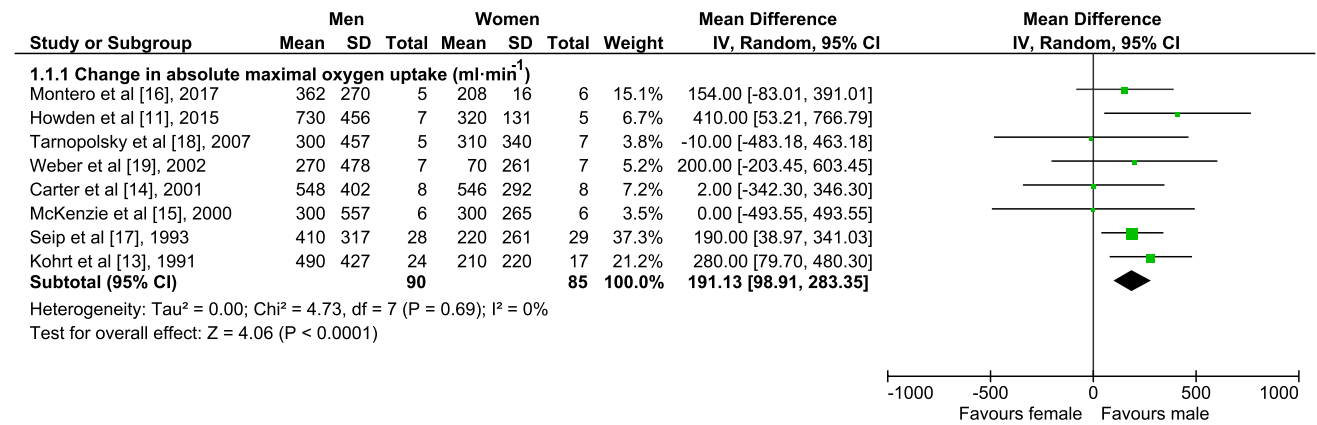 Men Women Mean Difference Mean Difference
Study or Subgroup Mean SD Total Mean SD Total Weight IV, Random, 95% CI IV, Random, 95% CI
1.1.1 Change in absolute maximal oxygen uptake (ml·min⁻¹)
Montero et al [16], 2017 362 270 5 208 16 6 15.1% 154.00 [-83.01, 391.01]
Howden et al [11], 2015 730 456 7 320 131 5 6.7% 410.00 [53.21, 766.79]
Tarnopolsky et al [18], 2007 300 457 5 310 340 7 3.8% -10.00 [-483.18, 463.18]
Weber et al [19], 2002 270 478 7 70 261 7 5.2% 200.00 [-203.45, 603.45]
Carter et al [14], 2001 548 402 8 546 292 8 7.2% 2.00 [-342.30, 346.30]
McKenzie et al [15], 2000 300 557 6 300 265 6 3.5% 0.00 [-493.55, 493.55]
Seip et al [17], 1993 410 317 28 220 261 29 37.3% 190.00 [38.97, 341.03]
Kohrt et al [13], 1991 490 427 24 210 220 17 21.2% 280.00 [79.70, 480.30]
Subtotal (95% CI) 90 85 100.0% 191.13 [98.91, 283.35]
Heterogeneity: Tau² = 0.00; Chi² = 4.73, df = 7 (P = 0.69); I² = 0%
Test for overall effect: Z = 4.06 (P < 0.0001)
-1000 -500 0 500 1000
Favours female Favours male